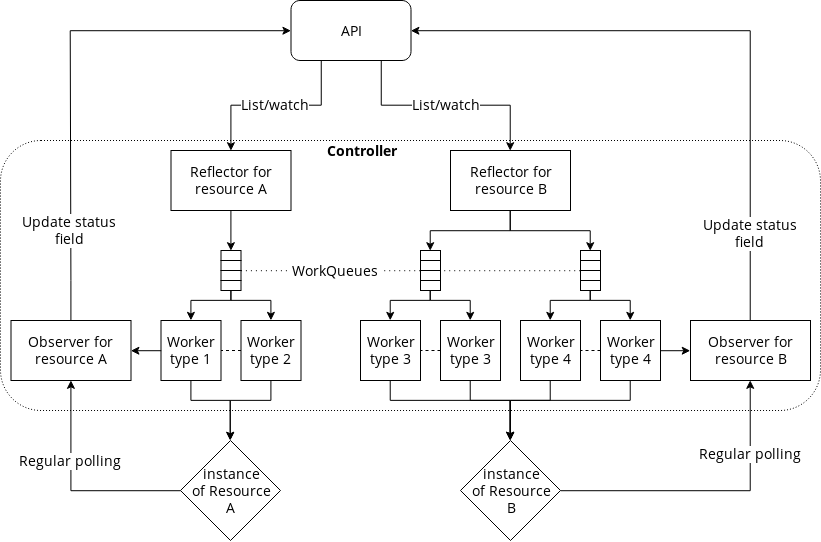 API
List/watch
List/watch
Controller
Reflector for
resource A
Reflector for
resource B
Update status
field
Update status
field
WorkQueues
Observer for
resource A
Worker
type 1
Worker
type 2
Worker
type 3
Worker
type 3
Worker
type 4
Worker
type 4
Observer for
resource B
Regular polling
Regular polling
instance
of Resource
A
instance
of Resource
B